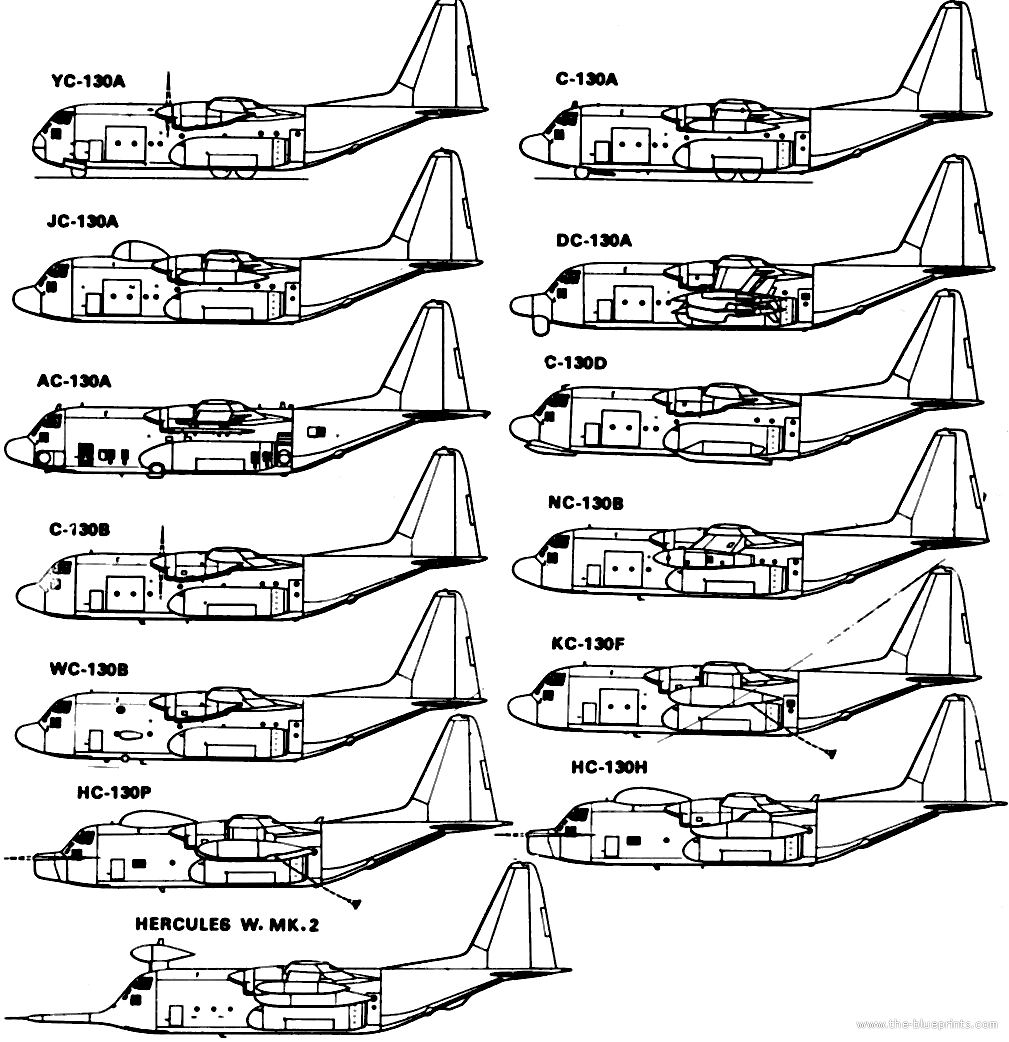 YC-130A
C-130A
JC-130A
DC-130A
AC-130A
C-130D
C-130B
NC-130B
WC-130B
KC-130F
HC-130P
HC-130H
HERCULES W. MK.2
www.the-blueprints.com